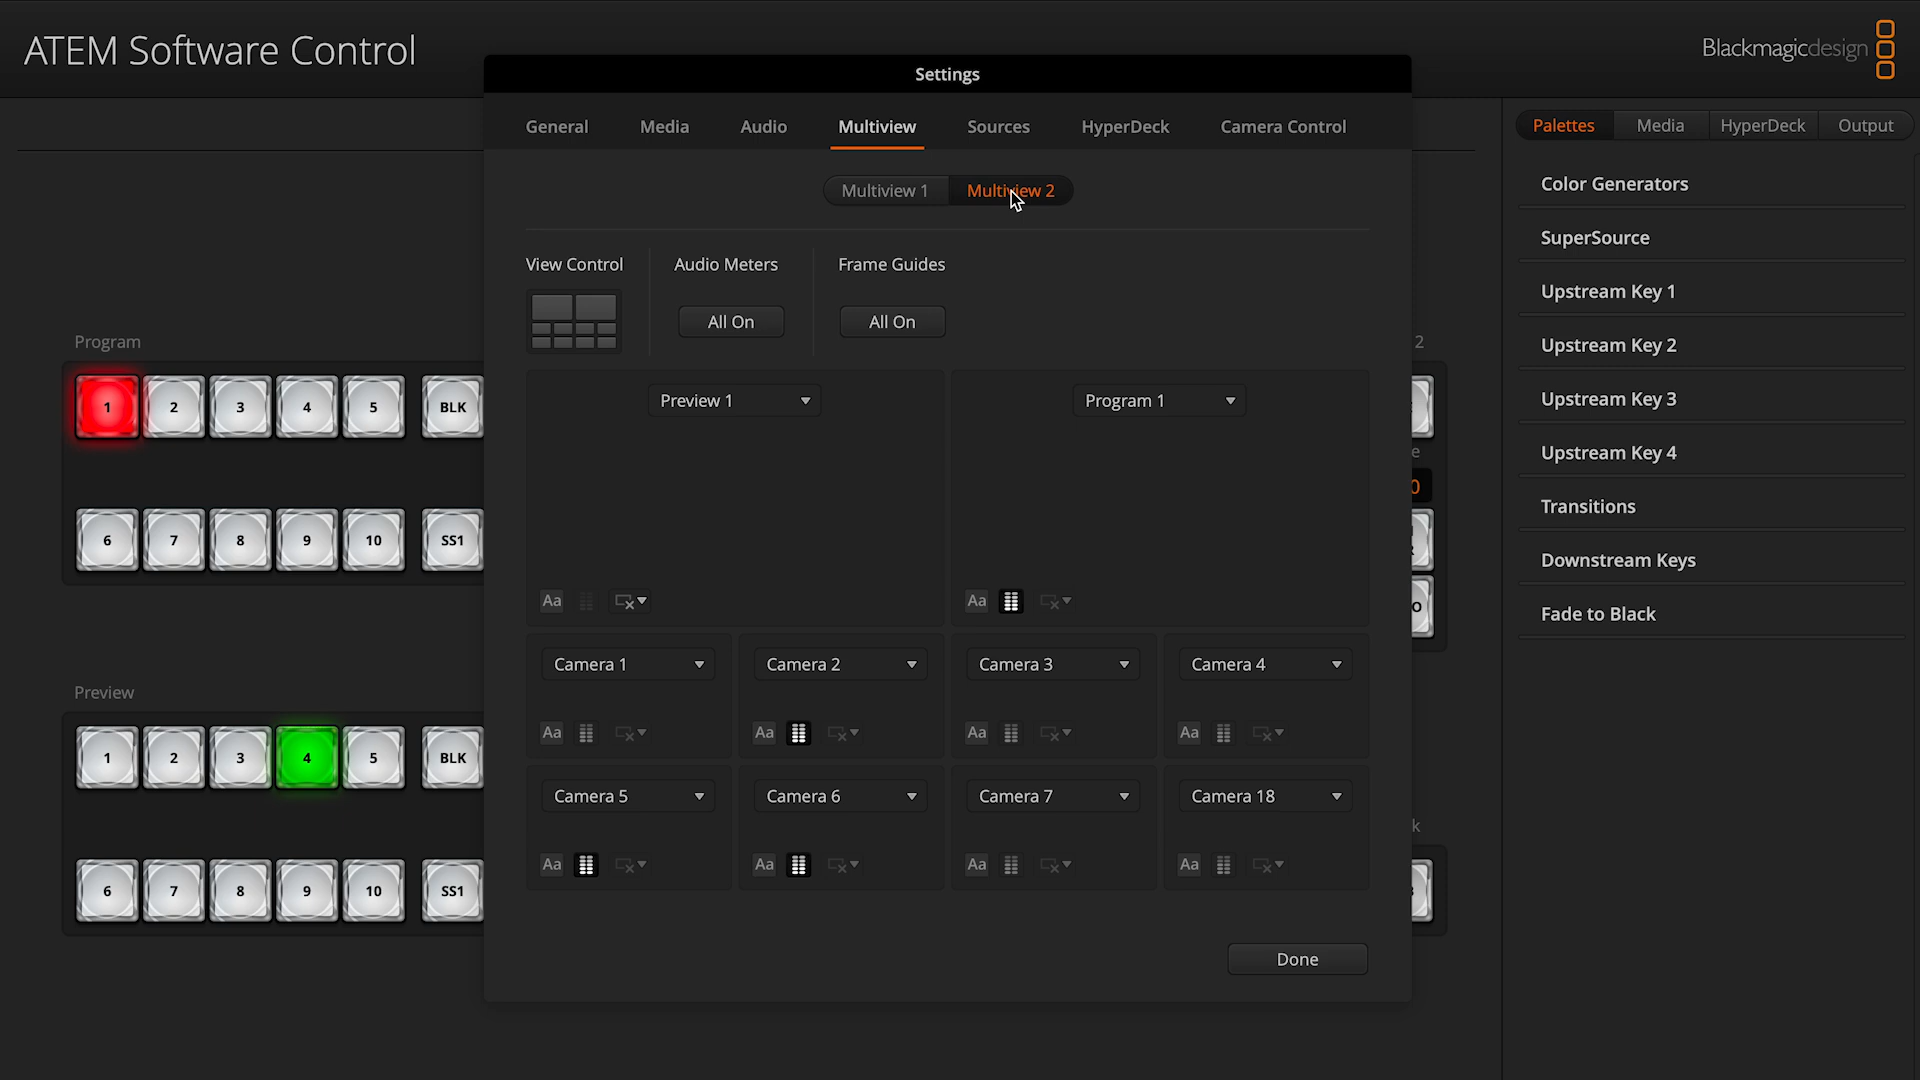 ATEM Software Control
Blackmagicdesign
Settings
General Media Audio Multiview Sources HyperDeck Camera Control
Palettes Media HyperDeck Output
Multiview 1 Multiview 2
Color Generators
SuperSource
Upstream Key 1
Upstream Key 2
Upstream Key 3
Upstream Key 4
Transitions
Downstream Keys
Fade to Black
View Control Audio Meters Frame Guides
All On All On
Program
1 2 3 4 5 BLK
6 7 8 9 10 SS1
Preview
1 2 3 4 5 BLK
6 7 8 9 10 SS1
Preview 1 Program 1
Aa Aa
Camera 1 Camera 2 Camera 3 Camera 4
Aa Aa Aa Aa
Camera 5 Camera 6 Camera 7 Camera 18
Aa Aa Aa Aa
Done
2
e
0
O
k